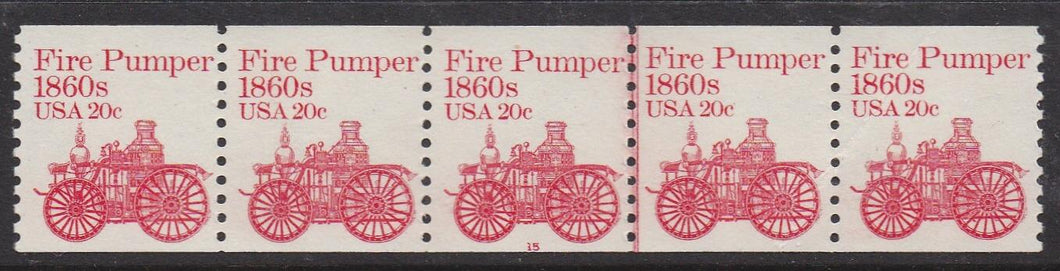 Fire Pumper Fire Pumper Fire Pumper Fire Pumper Fire Pumper
1860s 1860s 1860s 1860s 1860s
USA 20c USA 20c USA 20c USA 20c USA 20c
15